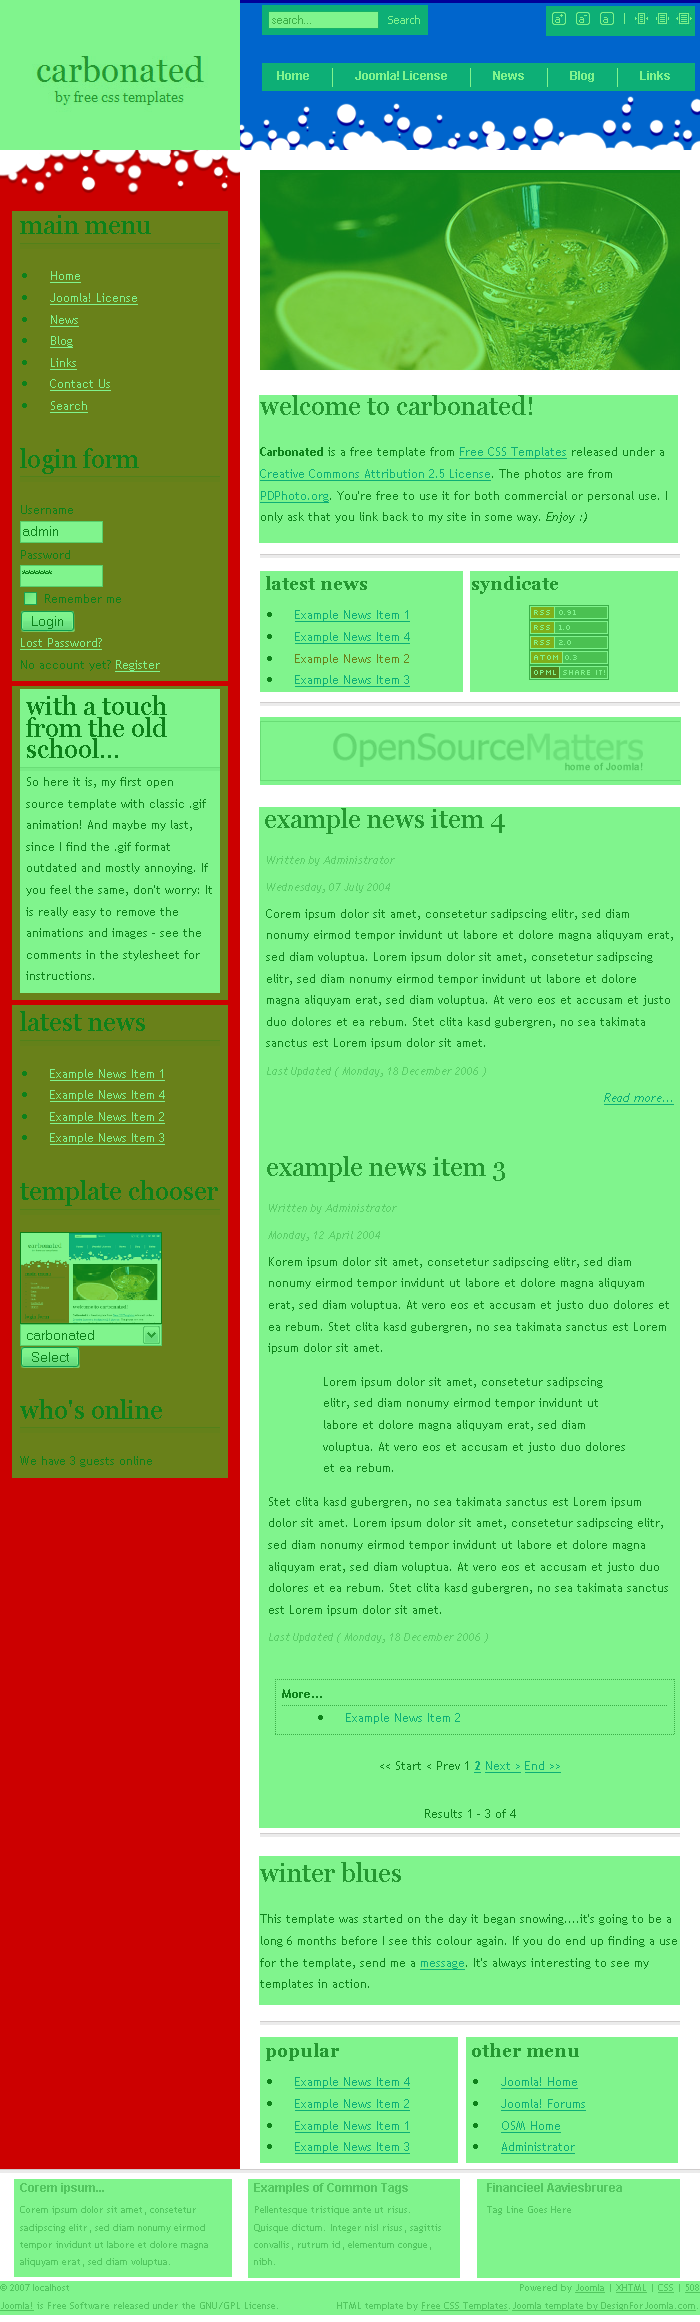 carbonated
by free css templates
search...
Search
Home
Joomla! License
News
Blog
Links
main menu
Home
Joomla! License
News
Blog
Links
Contact Us
Search
login form
Username
admin
Password
*******
Remember me
Login
Lost Password?
No account yet? Register
with a touch
from the old
school...
So here it is, my first open
source template with classic .gif
animation! And maybe my last,
since I find the .gif format
outdated and mostly annoying. If
you feel the same, don't worry: It
is really easy to remove the
animations and images - see the
comments in the stylesheet for
instructions.
latest news
Example News Item 1
Example News Item 4
Example News Item 2
Example News Item 3
template chooser
carbonated
Select
who's online
We have 3 guests online
welcome to carbonated!
Carbonated is a free template from Free CSS Templates released under a
Creative Commons Attribution 2.5 License. The photos are from
PDPhoto.org. You're free to use it for both commercial or personal use. I
only ask that you link back to my site in some way. Enjoy :)
latest news
Example News Item 1
Example News Item 4
Example News Item 2
Example News Item 3
syndicate
RSS 0.91
RSS 1.0
RSS 2.0
ATOM 0.3
OPML SHARE IT!
OpenSourceMatters
home of Joomla!
example news item 4
Written by Administrator
Wednesday, 07 July 2004
Corem ipsum dolor sit amet, consetetur sadipscing elitr, sed diam
nonumy eirmod tempor invidunt ut labore et dolore magna aliquyam erat,
sed diam voluptua. Lorem ipsum dolor sit amet, consetetur sadipscing
elitr, sed diam nonumy eirmod tempor invidunt ut labore et dolore
magna aliquyam erat, sed diam voluptua. At vero eos et accusam et justo
duo dolores et ea rebum. Stet clita kasd gubergren, no sea takimata
sanctus est Lorem ipsum dolor sit amet.
Last Updated ( Monday, 18 December 2006 )
Read more...
example news item 3
Written by Administrator
Monday, 12 April 2004
Korem ipsum dolor sit amet, consetetur sadipscing elitr, sed diam
nonumy eirmod tempor invidunt ut labore et dolore magna aliquyam
erat, sed diam voluptua. At vero eos et accusam et justo duo dolores et
ea rebum. Stet clita kasd gubergren, no sea takimata sanctus est Lorem
ipsum dolor sit amet.
Lorem ipsum dolor sit amet, consetetur sadipscing
elitr, sed diam nonumy eirmod tempor invidunt ut
labore et dolore magna aliquyam erat, sed diam
voluptua. At vero eos et accusam et justo duo dolores
et ea rebum.
Stet clita kasd gubergren, no sea takimata sanctus est Lorem ipsum
dolor sit amet. Lorem ipsum dolor sit amet, consetetur sadipscing elitr,
sed diam nonumy eirmod tempor invidunt ut labore et dolore magna
aliquyam erat, sed diam voluptua. At vero eos et accusam et justo duo
dolores et ea rebum. Stet clita kasd gubergren, no sea takimata sanctus
est Lorem ipsum dolor sit amet.
Last Updated ( Monday, 18 December 2006 )
More...
Example News Item 2
<< Start < Prev 1 2 Next > End >>
Results 1 - 3 of 4
winter blues
This template was started on the day it began snowing....it's going to be a
long 6 months before I see this colour again. If you do end up finding a use
for the template, send me a message. It's always interesting to see my
templates in action.
popular
Example News Item 4
Example News Item 2
Example News Item 1
Example News Item 3
other menu
Joomla! Home
Joomla! Forums
OSM Home
Administrator
Corem ipsum...
Corem ipsum dolor sit amet, consetetur
sadipscing elitr, sed diam nonumy eirmod
tempor invidunt ut labore et dolore magna
aliquyam erat, sed diam voluptua.
Examples of Common Tags
Pellentesque tristique ante ut risus.
Quisque dictum. Integer nisl risus, sagittis
convallis, rutrum id, elementum congue,
nibh.
Financieel Aaviesbrurea
Tag Line Goes Here
© 2007 localhost
Powered by Joomla | XHTML | CSS | 508
Joomla! is Free Software released under the GNU/GPL License.
HTML template by Free CSS Templates. Joomla template by DesignForJoomla.com.